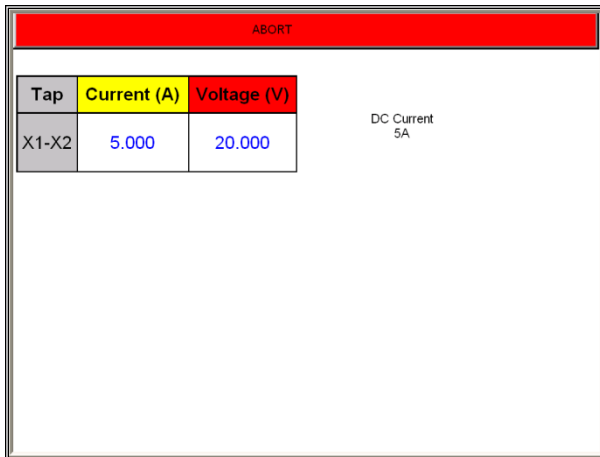 ABORT
Tap Current (A) Voltage (V)
X1-X2 5.000 20.000
DC Current
5A